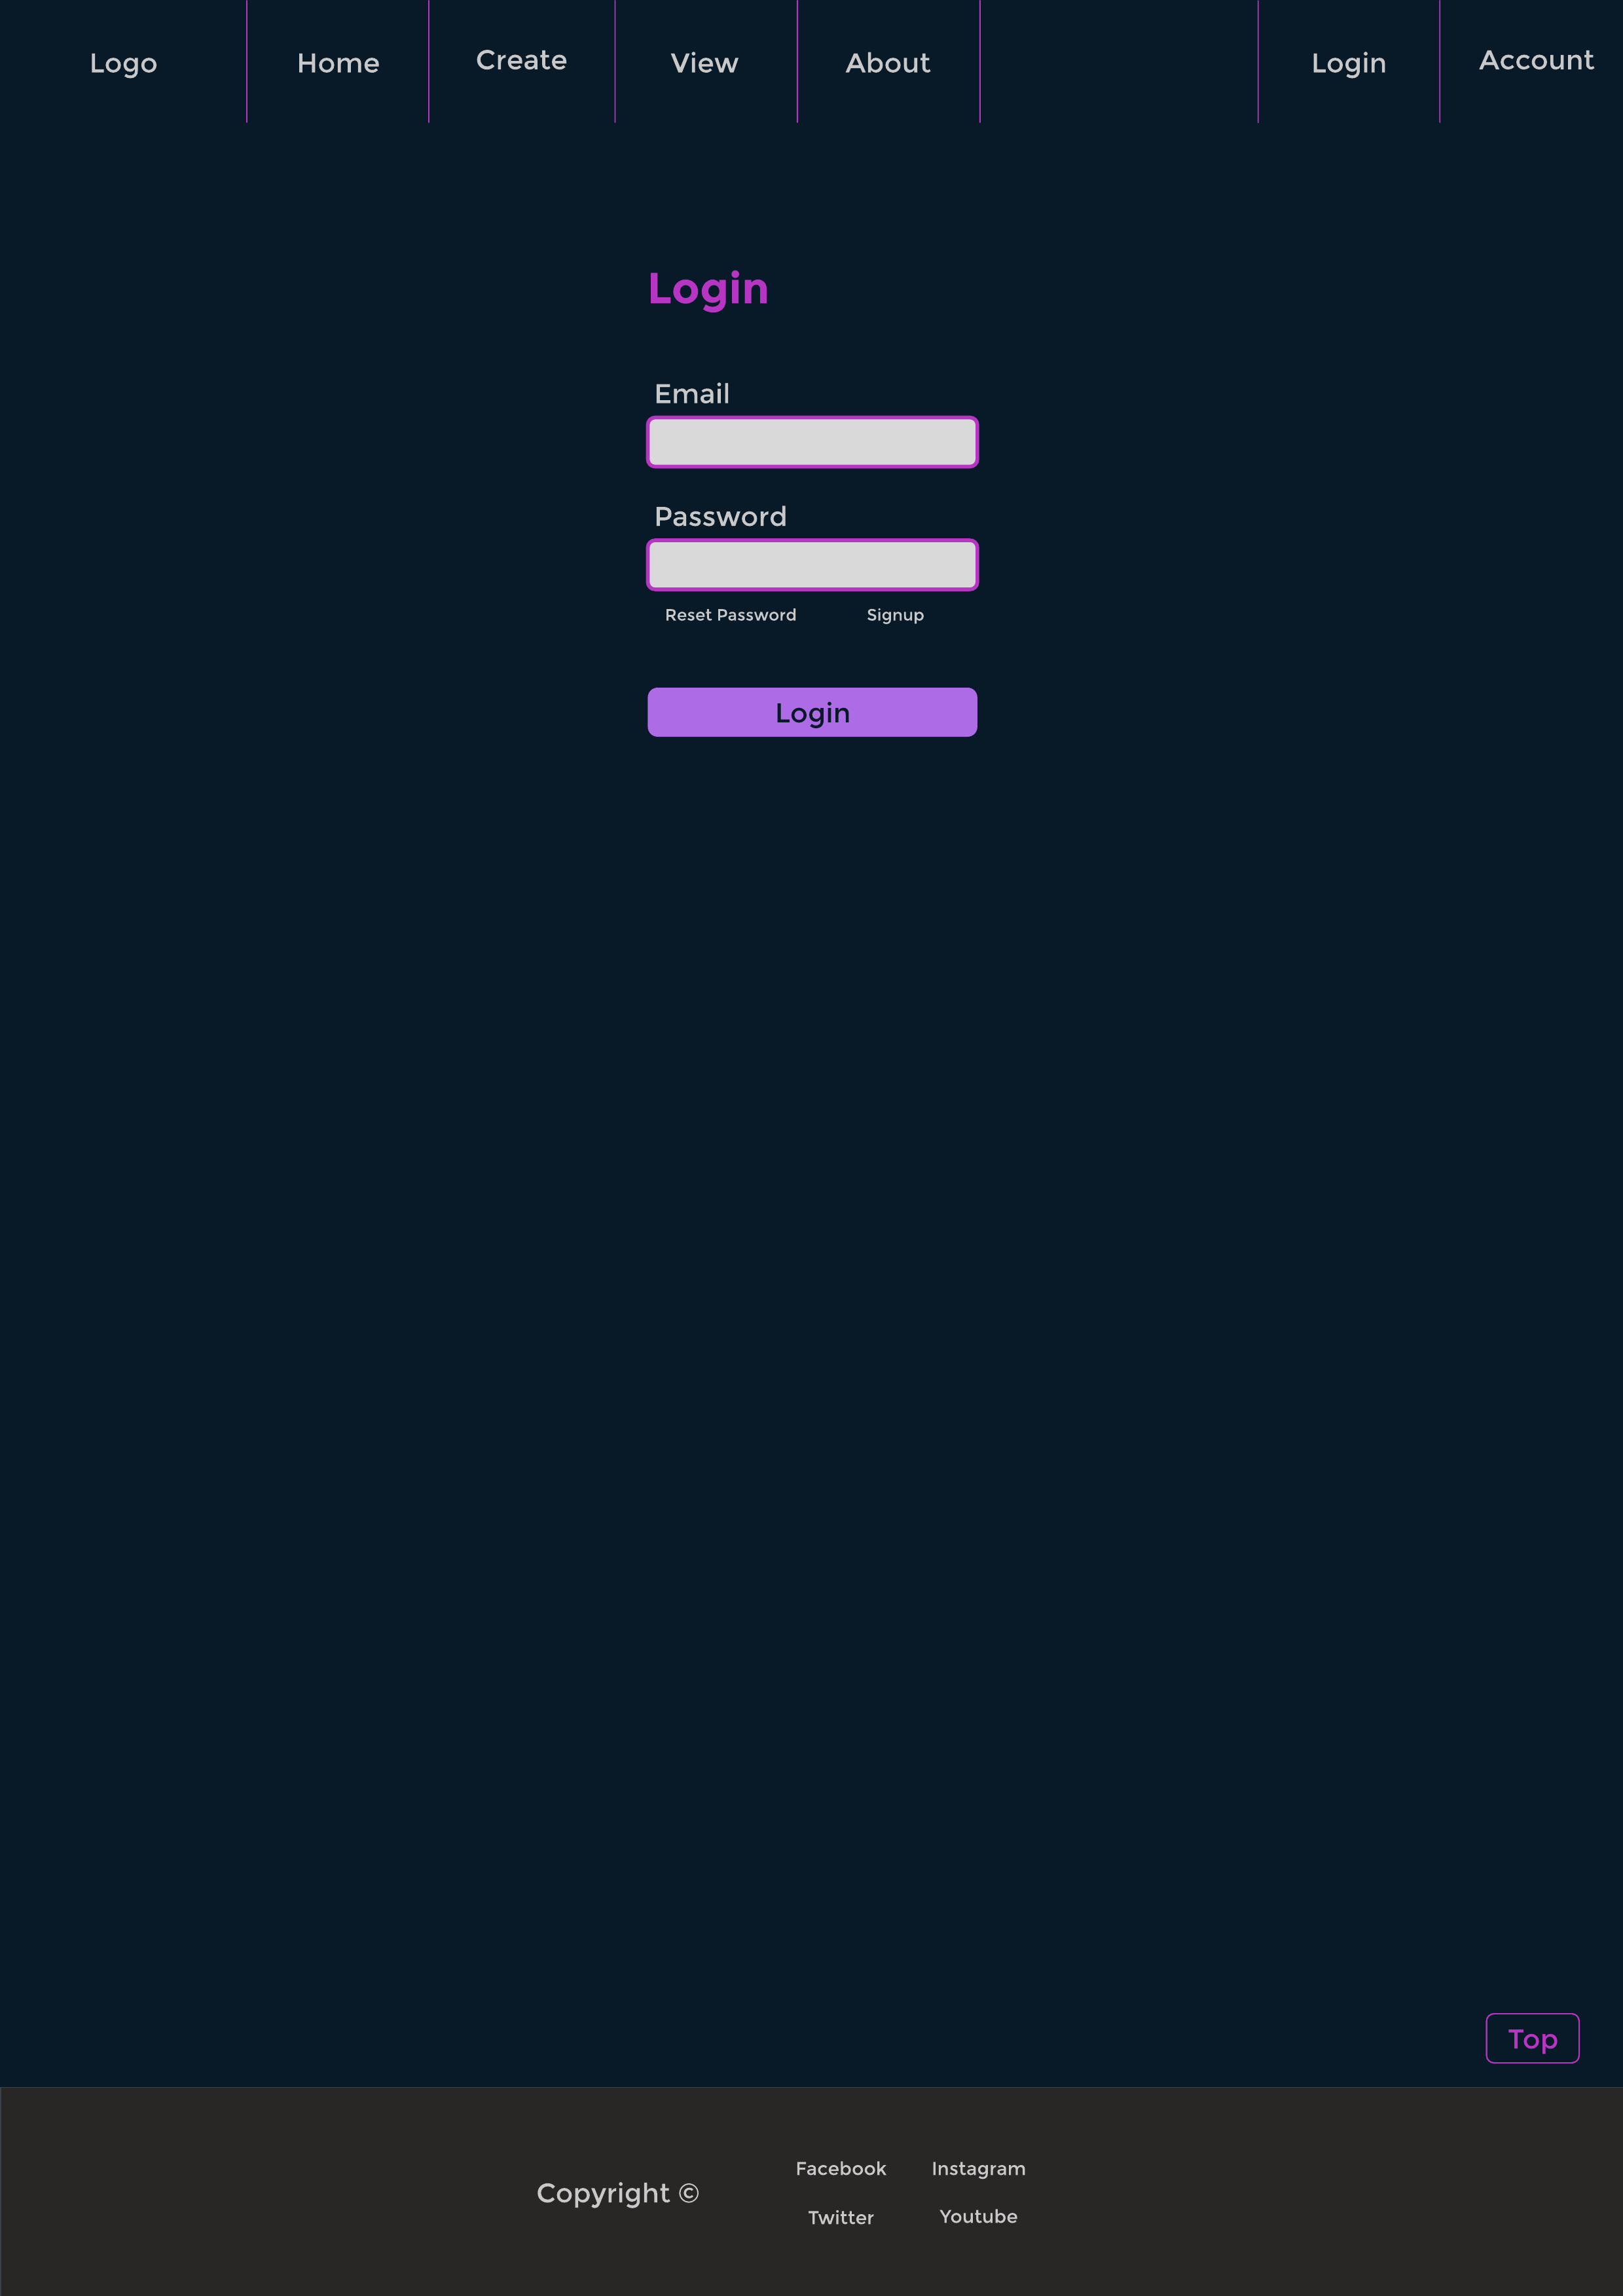 Logo Home Create View About Login Account
Login
Email
Password
Reset Password Signup
Login
Top
Copyright ©
Facebook Instagram
Twitter Youtube